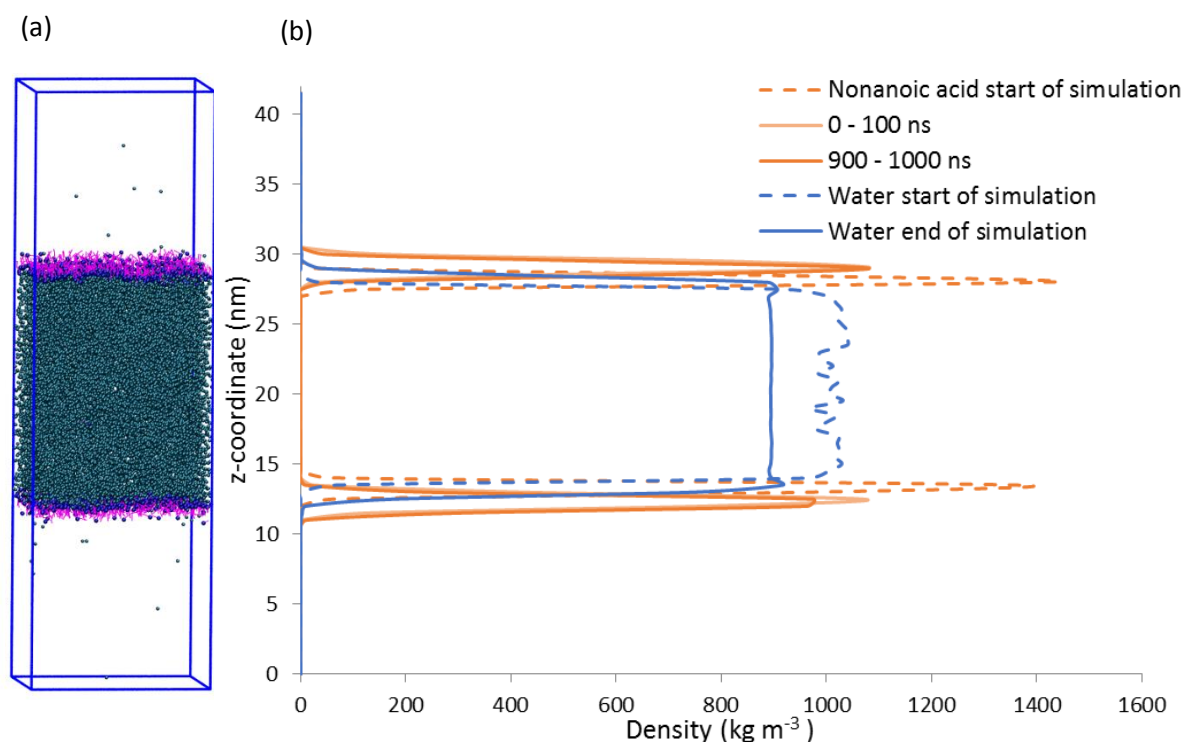 (a)
(b)
Nonanoic acid start of simulation
0 - 100 ns
900 - 1000 ns
Water start of simulation
Water end of simulation
z-coordinate (nm)
40
35
30
25
20
15
10
5
0
0 200 400 600 800 1000 1200 1400 1600
Density (kg m⁻³)